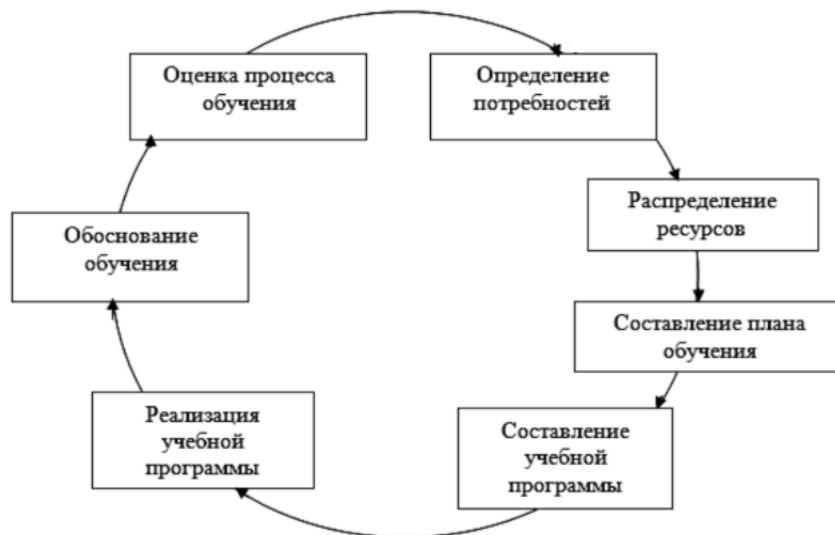 Оценка процесса
обучения
Определение
потребностей
Распределение
ресурсов
Составление плана
обучения
Составление
учебной
программы
Реализация
учебной
программы
Обоснование
обучения